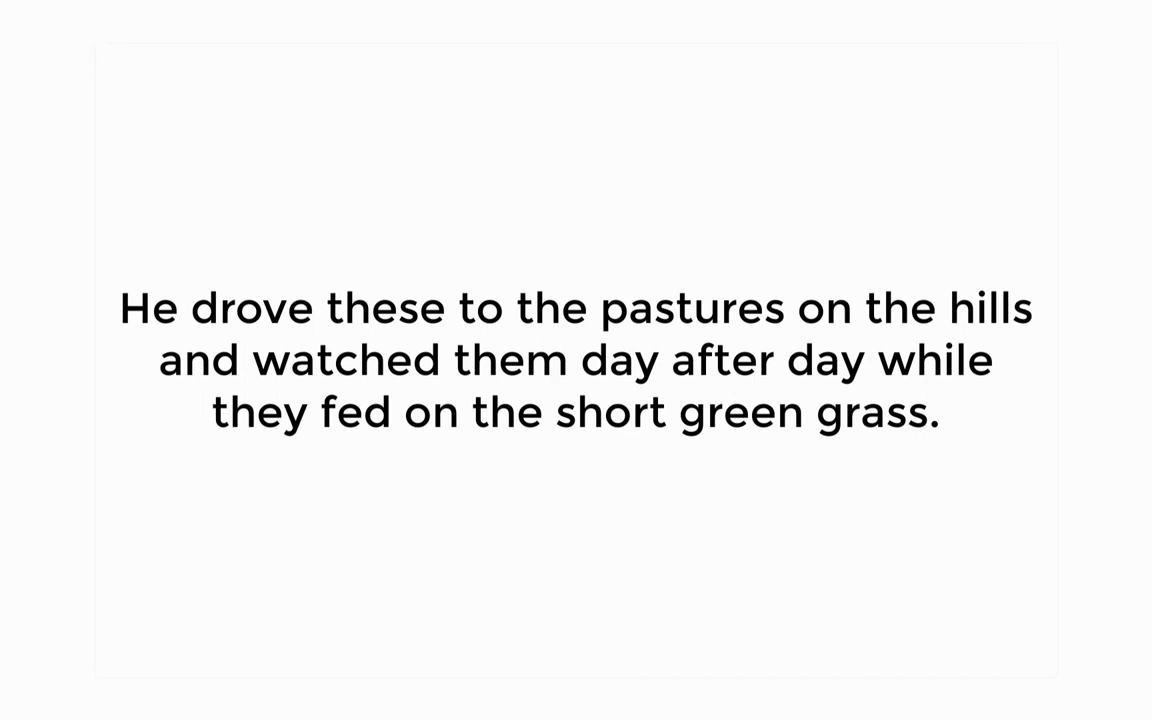 He drove these to the pastures on the hills
and watched them day after day while
they fed on the short green grass.